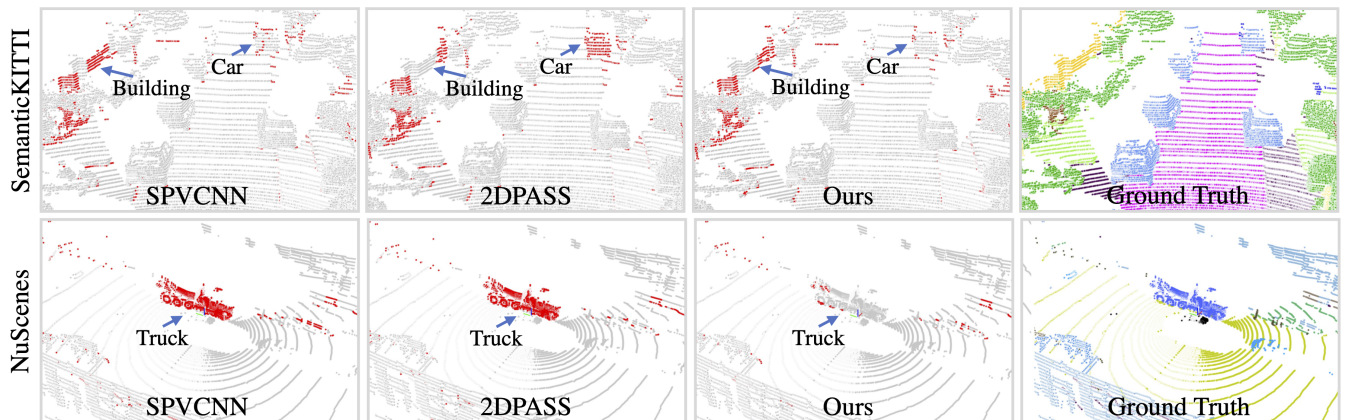 SemanticKITTI
Car
Building
SPVCNN
Car
Building
2DPASS
Car
Building
Ours
Ground Truth
NuScenes
Truck
SPVCNN
Truck
2DPASS
Truck
Ours
Ground Truth